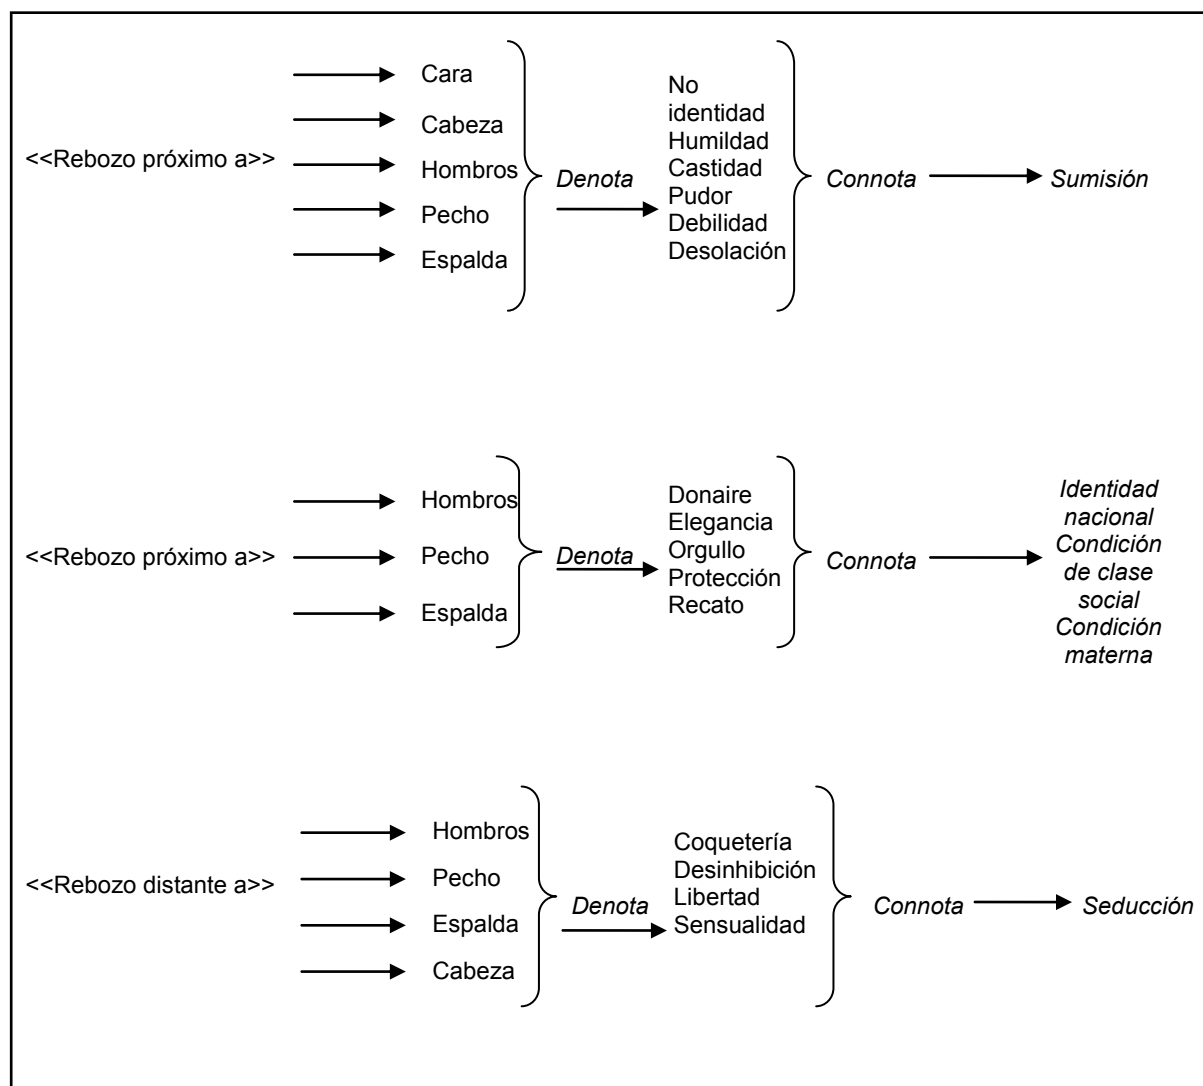 <<Rebozo próximo a>>
Cara
Cabeza
Hombros
Pecho
Espalda
Denota
No
identidad
Humildad
Castidad
Pudor
Debilidad
Desolación
Connota
Sumisión
<<Rebozo próximo a>>
Hombros
Pecho
Espalda
Denota
Donaire
Elegancia
Orgullo
Protección
Recato
Connota
Identidad
nacional
Condición
de clase
social
Condición
materna
<<Rebozo distante a>>
Hombros
Pecho
Espalda
Cabeza
Denota
Coquetería
Desinhibición
Libertad
Sensualidad
Connota
Seducción